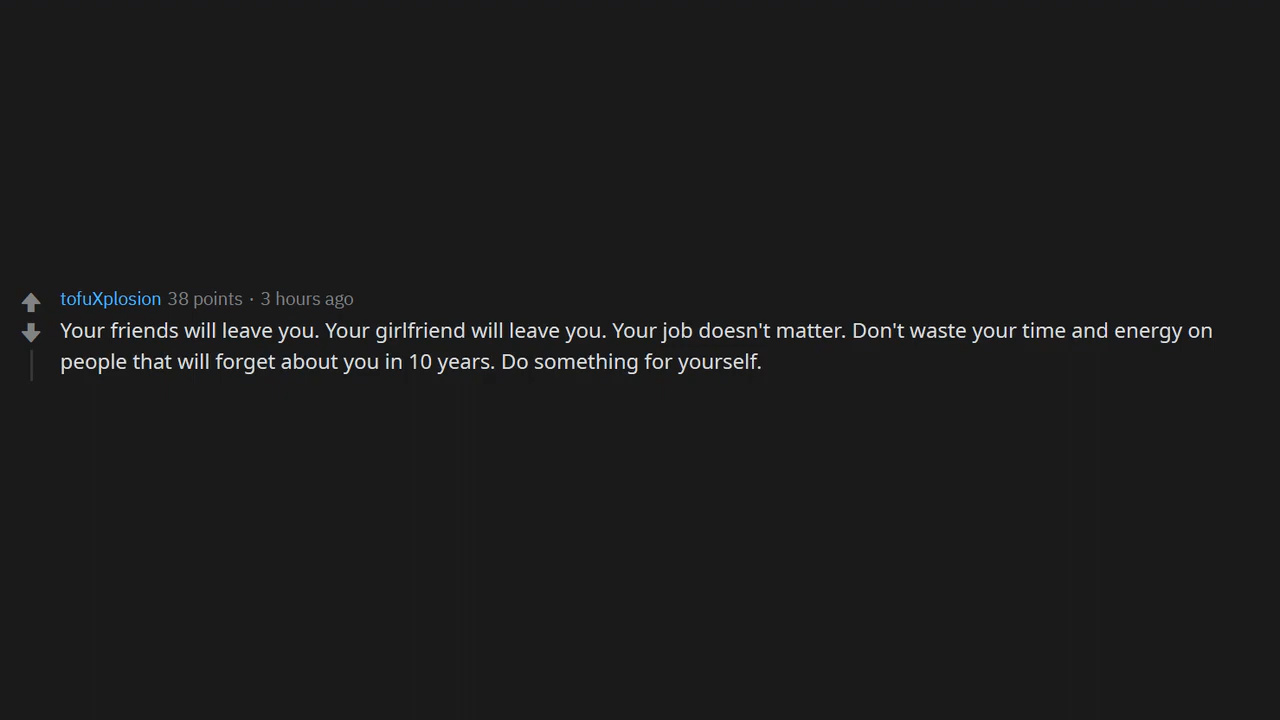 tofuXplosion 38 points · 3 hours ago
Your friends will leave you. Your girlfriend will leave you. Your job doesn't matter. Don't waste your time and energy on
people that will forget about you in 10 years. Do something for yourself.